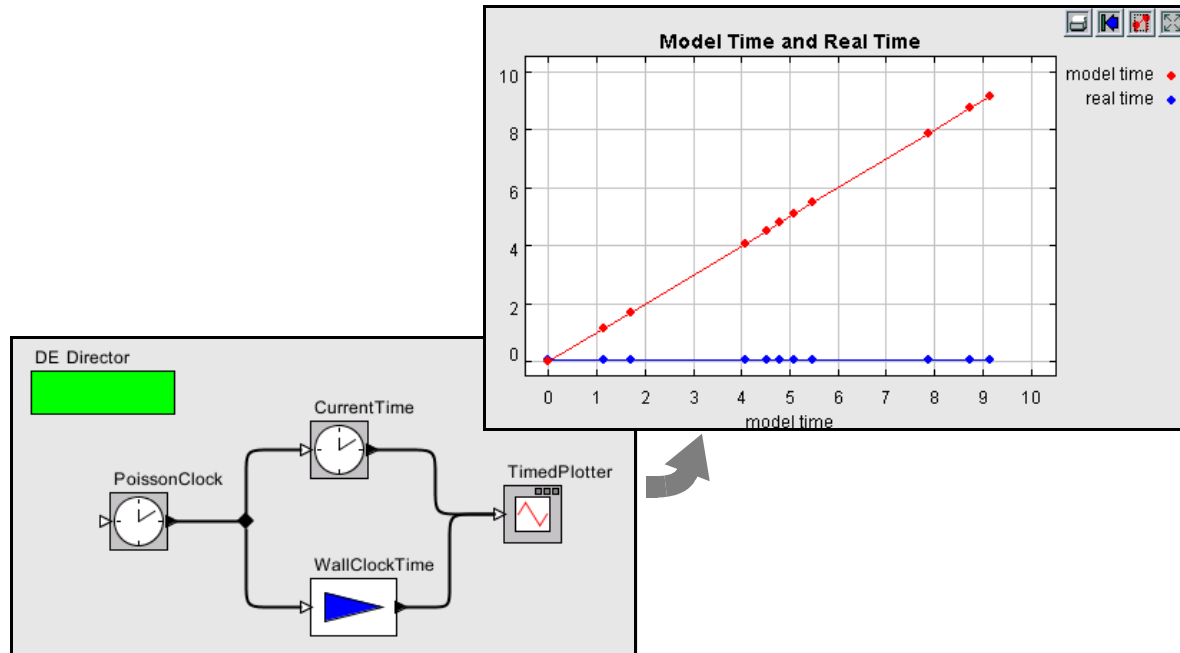 Model Time and Real Time
10
8
6
4
2
0
0 1 2 3 4 5 6 7 8 9 10
model time
model time
real time
DE Director
CurrentTime
PoissonClock
TimedPlotter
WallClockTime